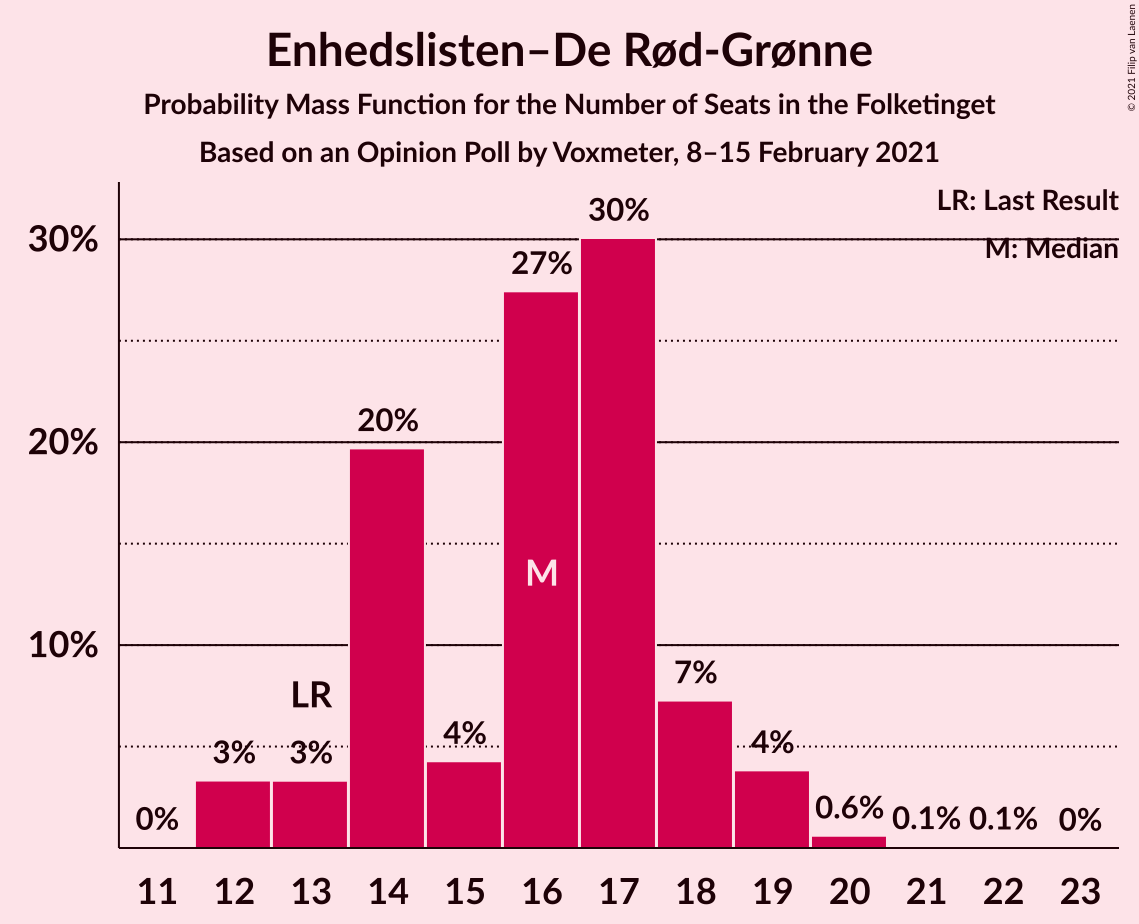 Enhedslisten–De Rød-Grønne
Probability Mass Function for the Number of Seats in the Folketinget
Based on an Opinion Poll by Voxmeter, 8–15 February 2021
© 2021 Filip van Laenen
LR: Last Result
M: Median
30%
20%
10%
0%
3%
3%
LR
20%
4%
27%
M
30%
7%
4%
0.6%
0.1%
0.1%
0%
11 12 13 14 15 16 17 18 19 20 21 22 23